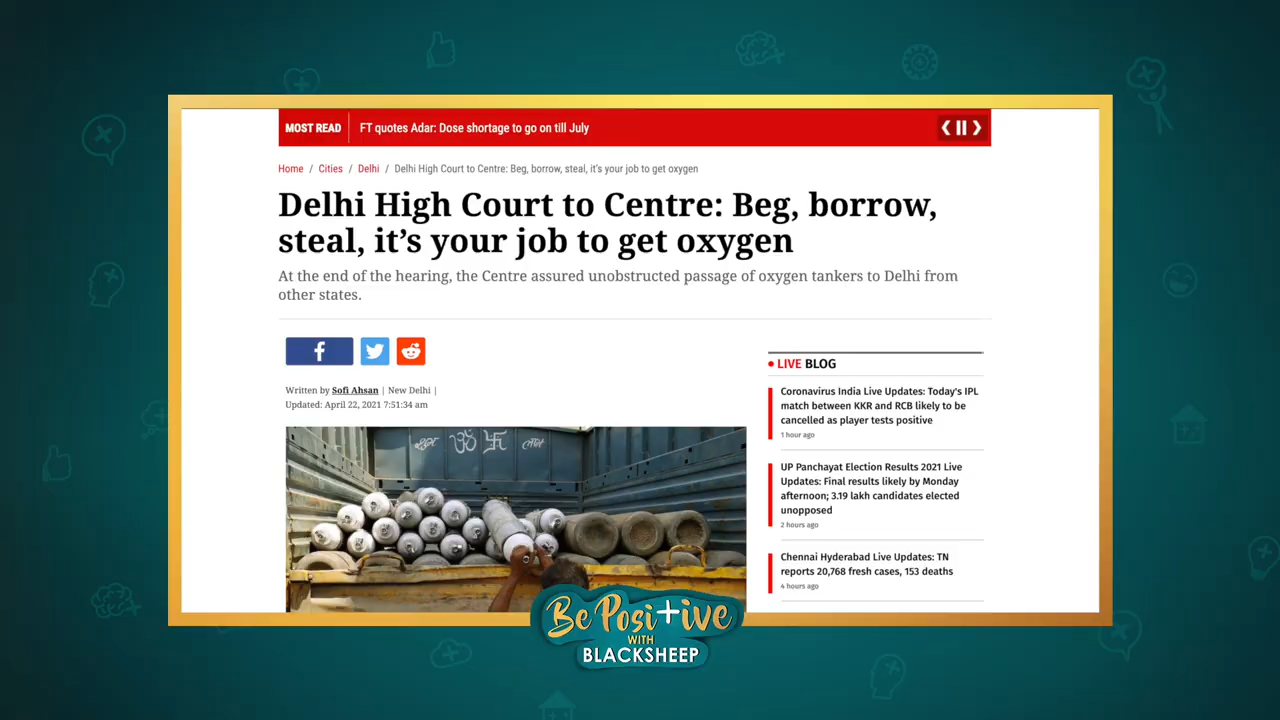 MOST READ
FT quotes Adar: Dose shortage to go on till July
Home / Cities / Delhi / Delhi High Court to Centre: Beg, borrow, steal, it's your job to get oxygen
Delhi High Court to Centre: Beg, borrow,
steal, it's your job to get oxygen
At the end of the hearing, the Centre assured unobstructed passage of oxygen tankers to Delhi from
other states.
Written by Sofi Ahsan | New Delhi |
Updated: April 22, 2021 7:51:34 am
LIVE BLOG
Coronavirus India Live Updates: Today's IPL
match between KKR and RCB likely to be
cancelled as player tests positive
1 hour ago
UP Panchayat Election Results 2021 Live
Updates: Final results likely by Monday
afternoon; 3.19 lakh candidates elected
unopposed
2 hours ago
Chennai Hyderabad Live Updates: TN
reports 20,768 fresh cases, 153 deaths
4 hours ago
ॐ
Be Positive
WITH
BLACKSHEEP